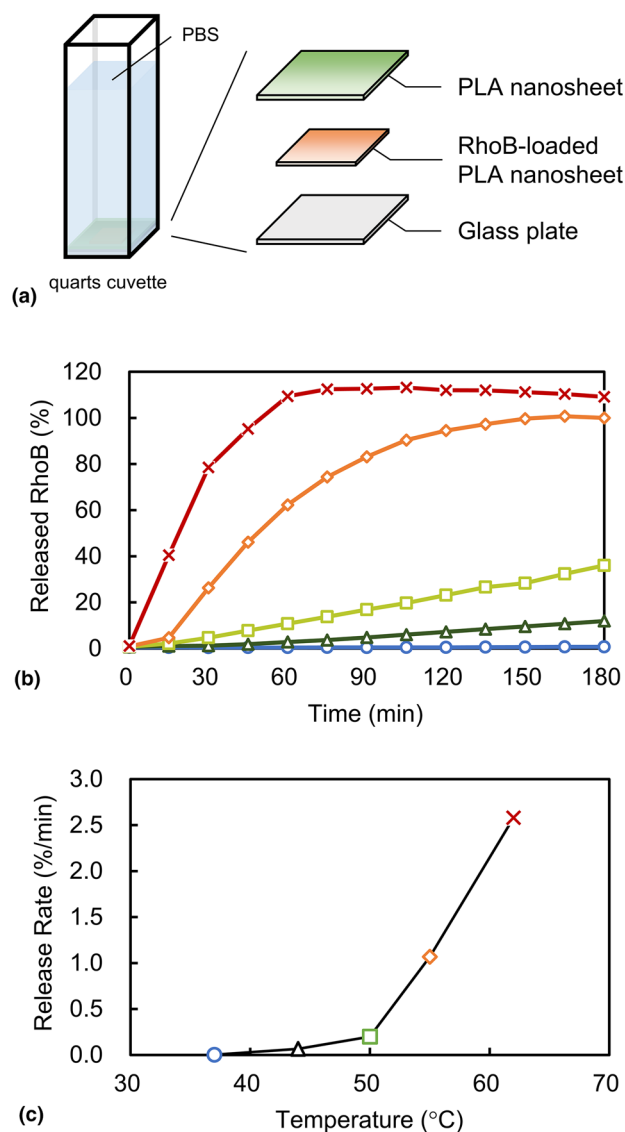 PBS
PLA nanosheet
RhoB-loaded
PLA nanosheet
Glass plate
quarts cuvette
(a)
120
100
80
60
40
20
0
Released RhoB (%)
0 30 60 90 120 150 180
Time (min)
(b)
3.0
2.5
2.0
1.5
1.0
0.5
0.0
Release Rate (%/min)
30 40 50 60 70
Temperature (°C)
(c)